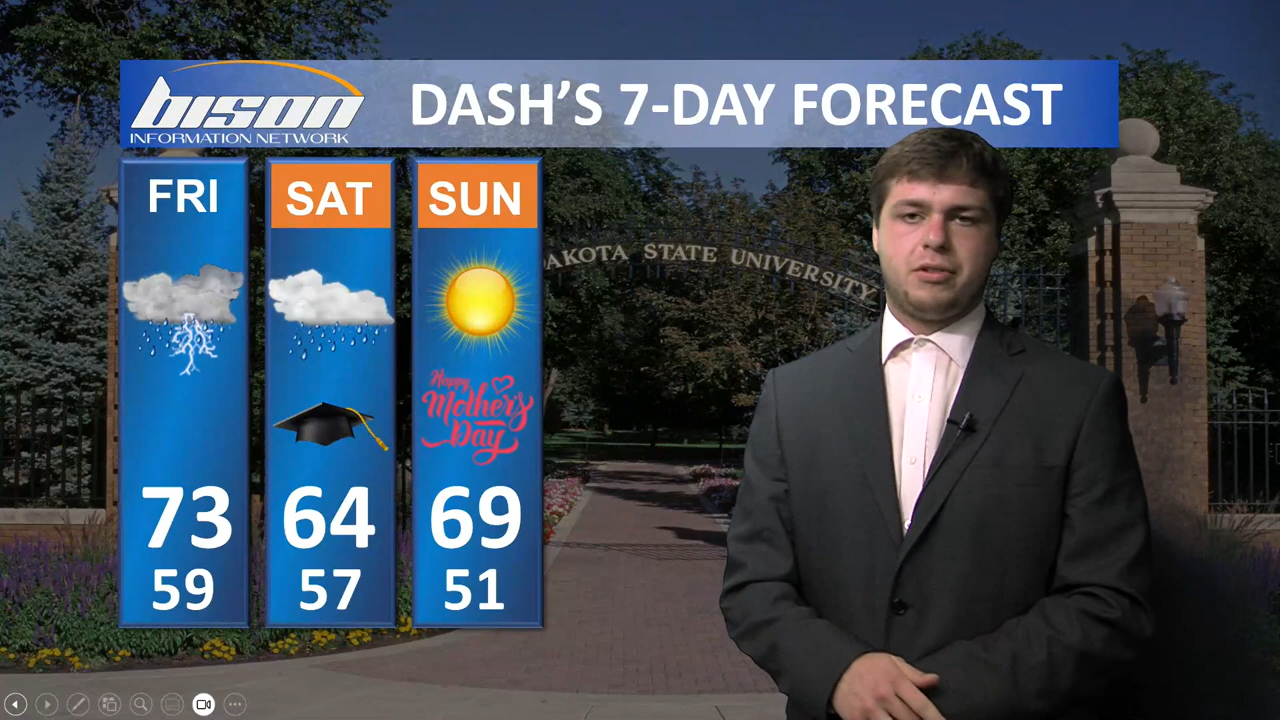 bison
INFORMATION NETWORK
DASH'S 7-DAY FORECAST
FRI
SAT
SUN
AKOTA STATE UNIVERSITY
Happy
Mother's
Day
73
64
69
59
57
51